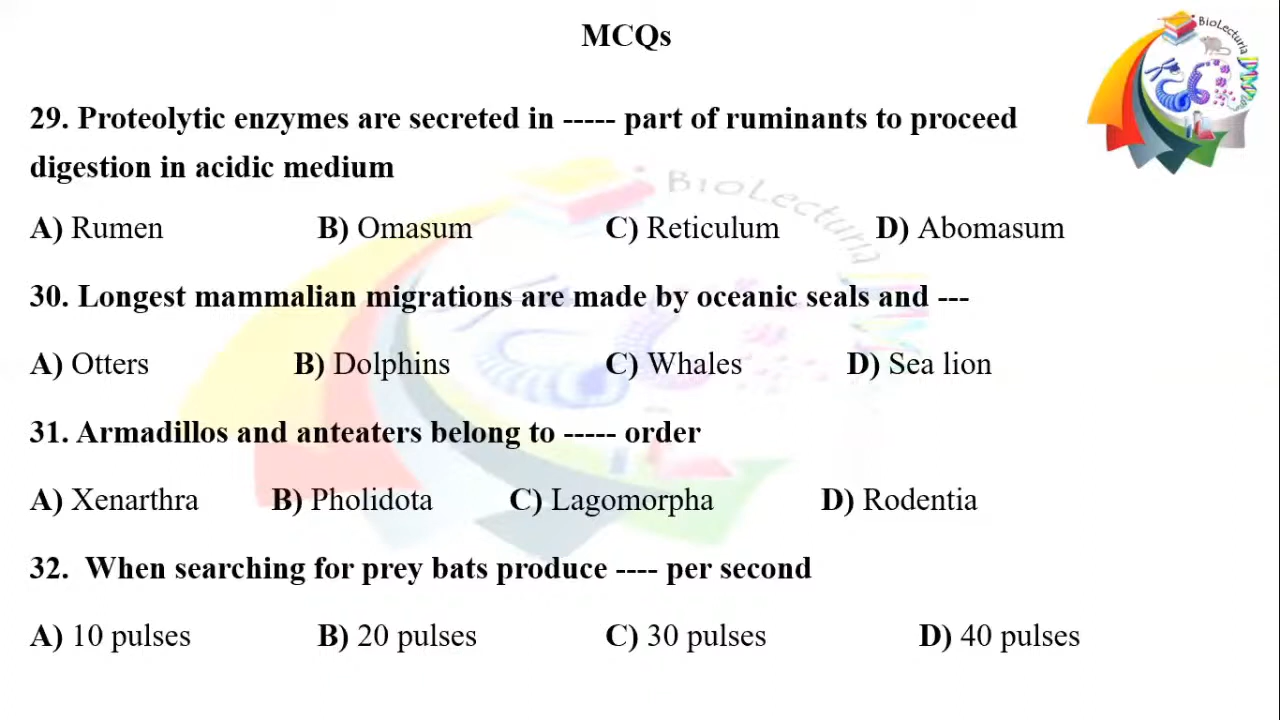 MCQs
BioLecturia
29. Proteolytic enzymes are secreted in ----- part of ruminants to proceed
digestion in acidic medium
BioLecturia
A) Rumen B) Omasum C) Reticulum D) Abomasum
30. Longest mammalian migrations are made by oceanic seals and ---
A) Otters B) Dolphins C) Whales D) Sea lion
31. Armadillos and anteaters belong to ----- order
A) Xenarthra B) Pholidota C) Lagomorpha D) Rodentia
32. When searching for prey bats produce ---- per second
A) 10 pulses B) 20 pulses C) 30 pulses D) 40 pulses